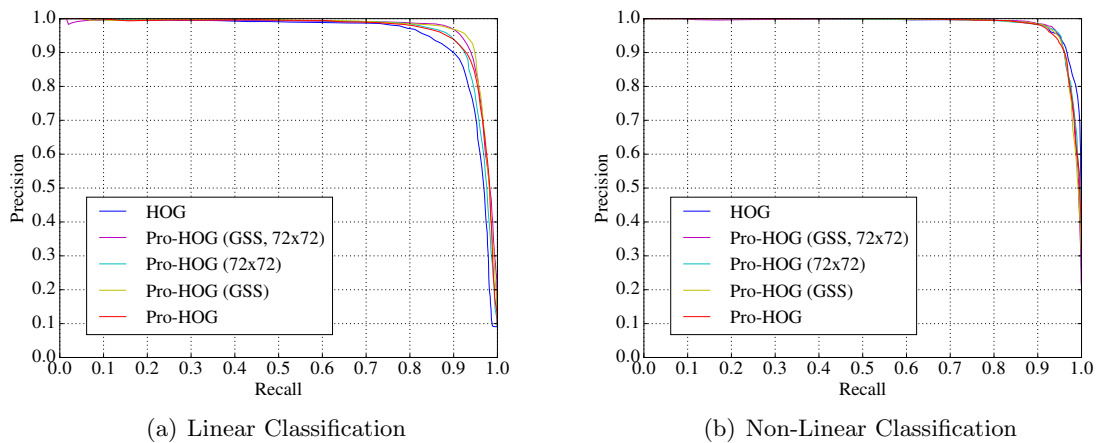 1.0
0.9
0.8
0.7
0.6
0.5
0.4
0.3
0.2
0.1
0.0
Precision
HOG
Pro-HOG (GSS, 72x72)
Pro-HOG (72x72)
Pro-HOG (GSS)
Pro-HOG
0.0 0.1 0.2 0.3 0.4 0.5 0.6 0.7 0.8 0.9 1.0
Recall
(a) Linear Classification
1.0
0.9
0.8
0.7
0.6
0.5
0.4
0.3
0.2
0.1
0.0
Precision
HOG
Pro-HOG (GSS, 72x72)
Pro-HOG (72x72)
Pro-HOG (GSS)
Pro-HOG
0.0 0.1 0.2 0.3 0.4 0.5 0.6 0.7 0.8 0.9 1.0
Recall
(b) Non-Linear Classification